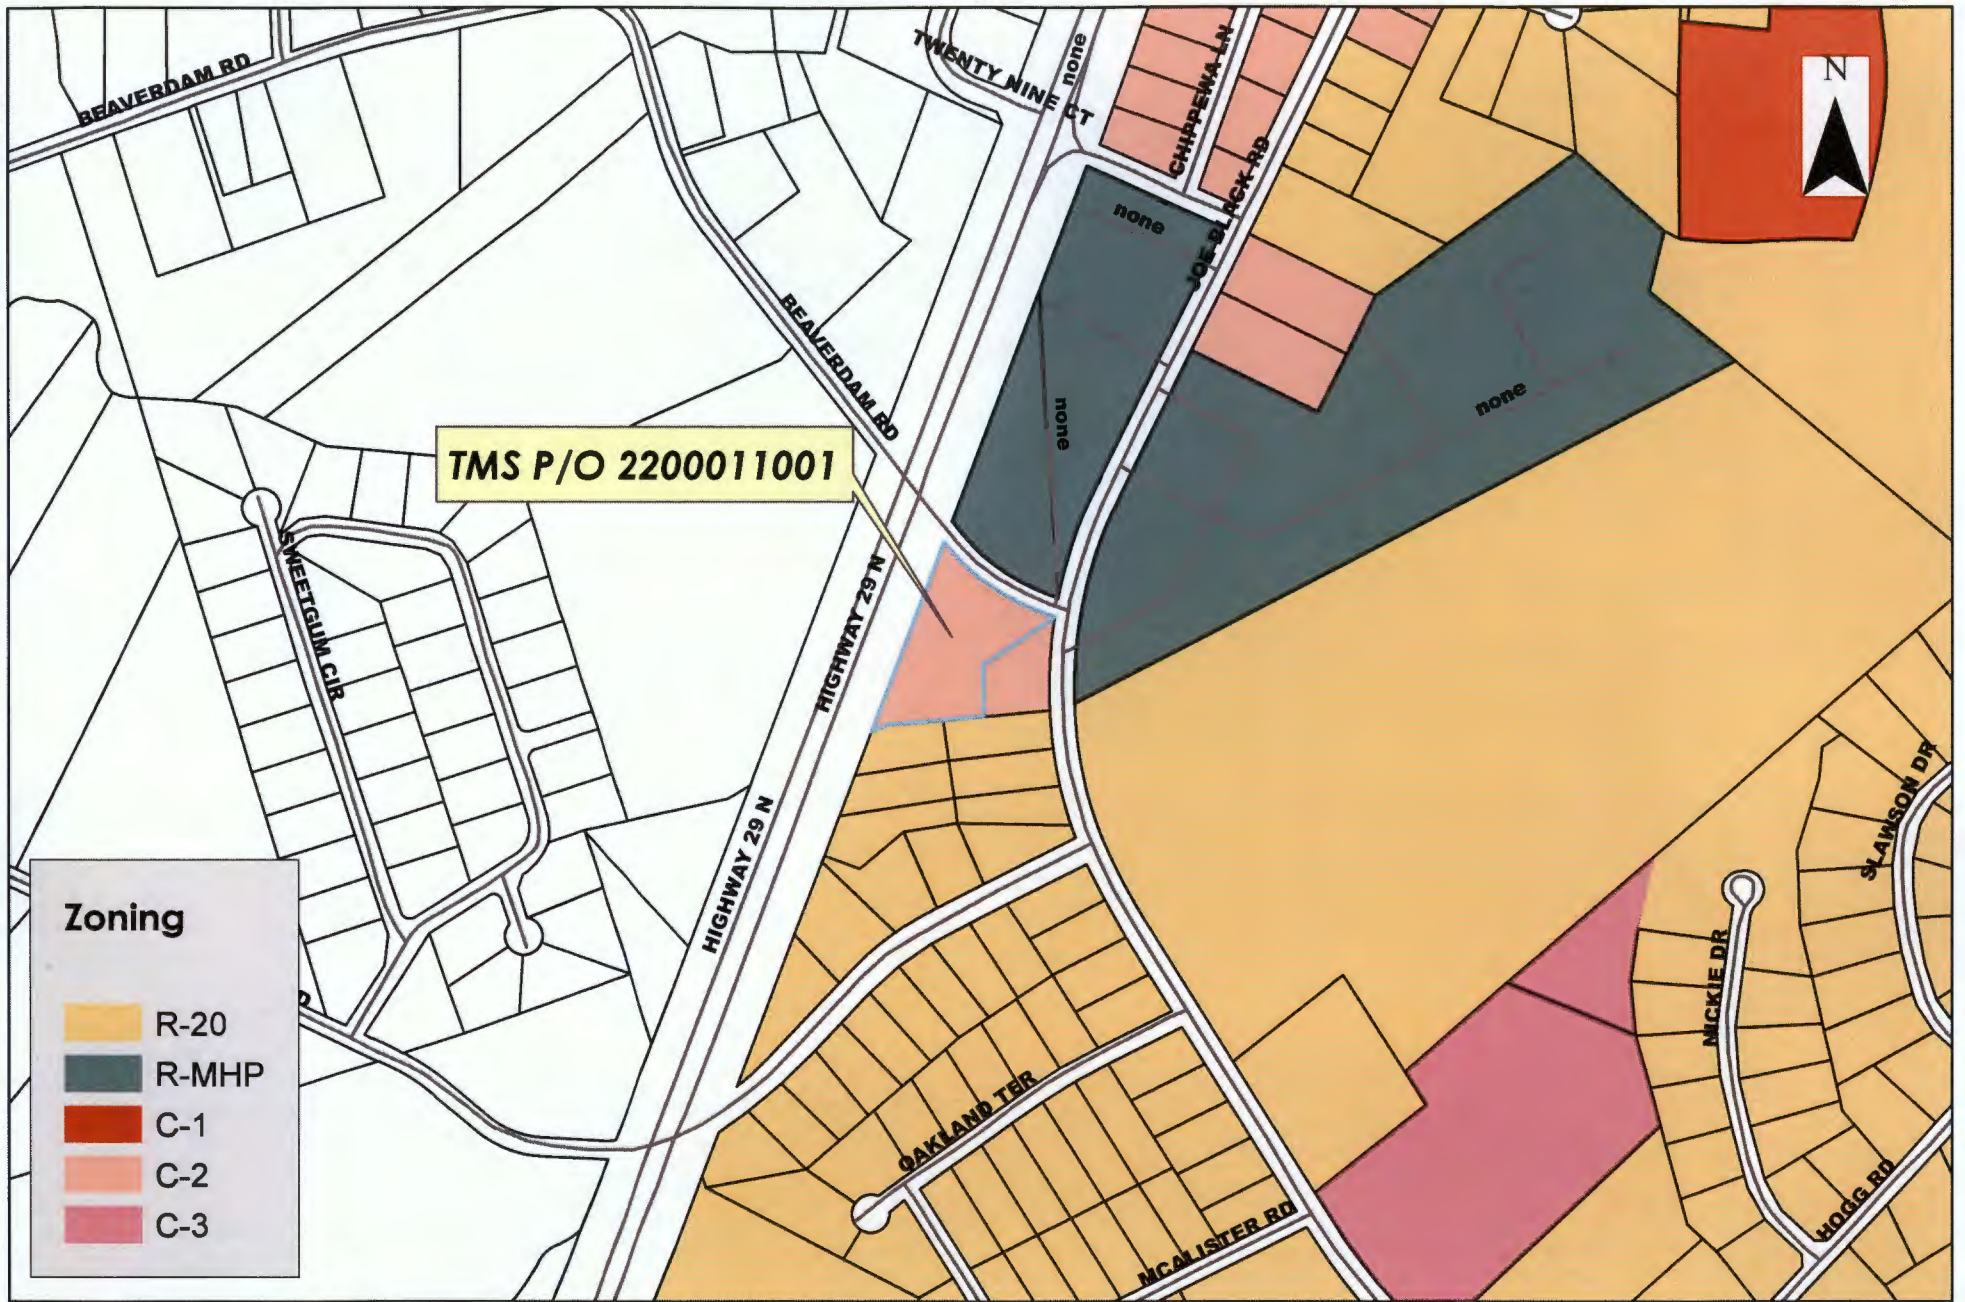 BEAVERDAM RD
TWENTY NINE CT
none
CHIPPEWA LN
JOE BLACK RD
N
none
BEAVERDAM RD
none
none
TMS P/O 2200011001
SWEETGUM CIR
HIGHWAY 29 N
HIGHWAY 29 N
SLAWSON DR
NICKIE DR
OAKLAND TER
MCALISTER RD
HOGG RD
D
Zoning
R-20
R-MHP
C-1
C-2
C-3